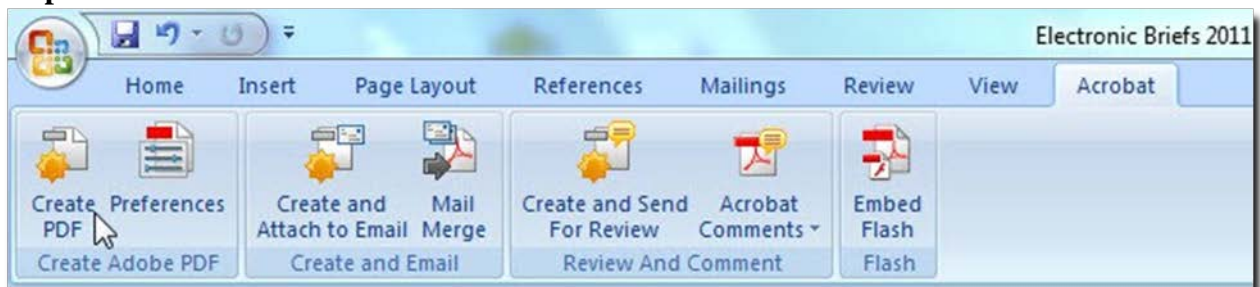 Electronic Briefs 2011
Home Insert Page Layout References Mailings Review View Acrobat
Create Preferences Create and Mail Create and Send Acrobat Embed
PDF Attach to Email Merge For Review Comments Flash
Create Adobe PDF Create and Email Review And Comment Flash